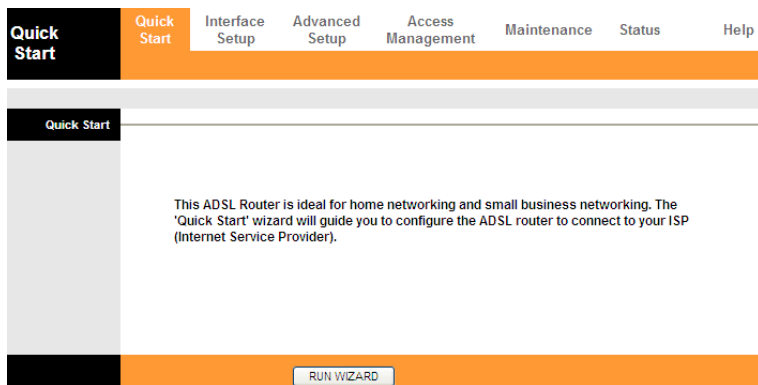 Quick
Start
Quick
Start
Interface
Setup
Advanced
Setup
Access
Management
Maintenance
Status
Help
Quick Start
This ADSL Router is ideal for home networking and small business networking. The
'Quick Start' wizard will guide you to configure the ADSL router to connect to your ISP
(Internet Service Provider).
RUN WIZARD